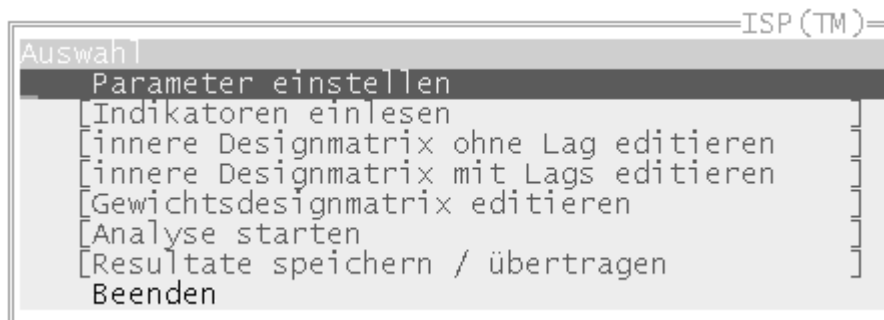 ISP(TM)
Auswahl
Parameter einstellen
[Indikatoren einlesen ]
[innere Designmatrix ohne Lag editieren ]
[innere Designmatrix mit Lags editieren ]
[Gewichtsdesignmatrix editieren ]
[Analyse starten ]
[Resultate speichern / übertragen ]
Beenden